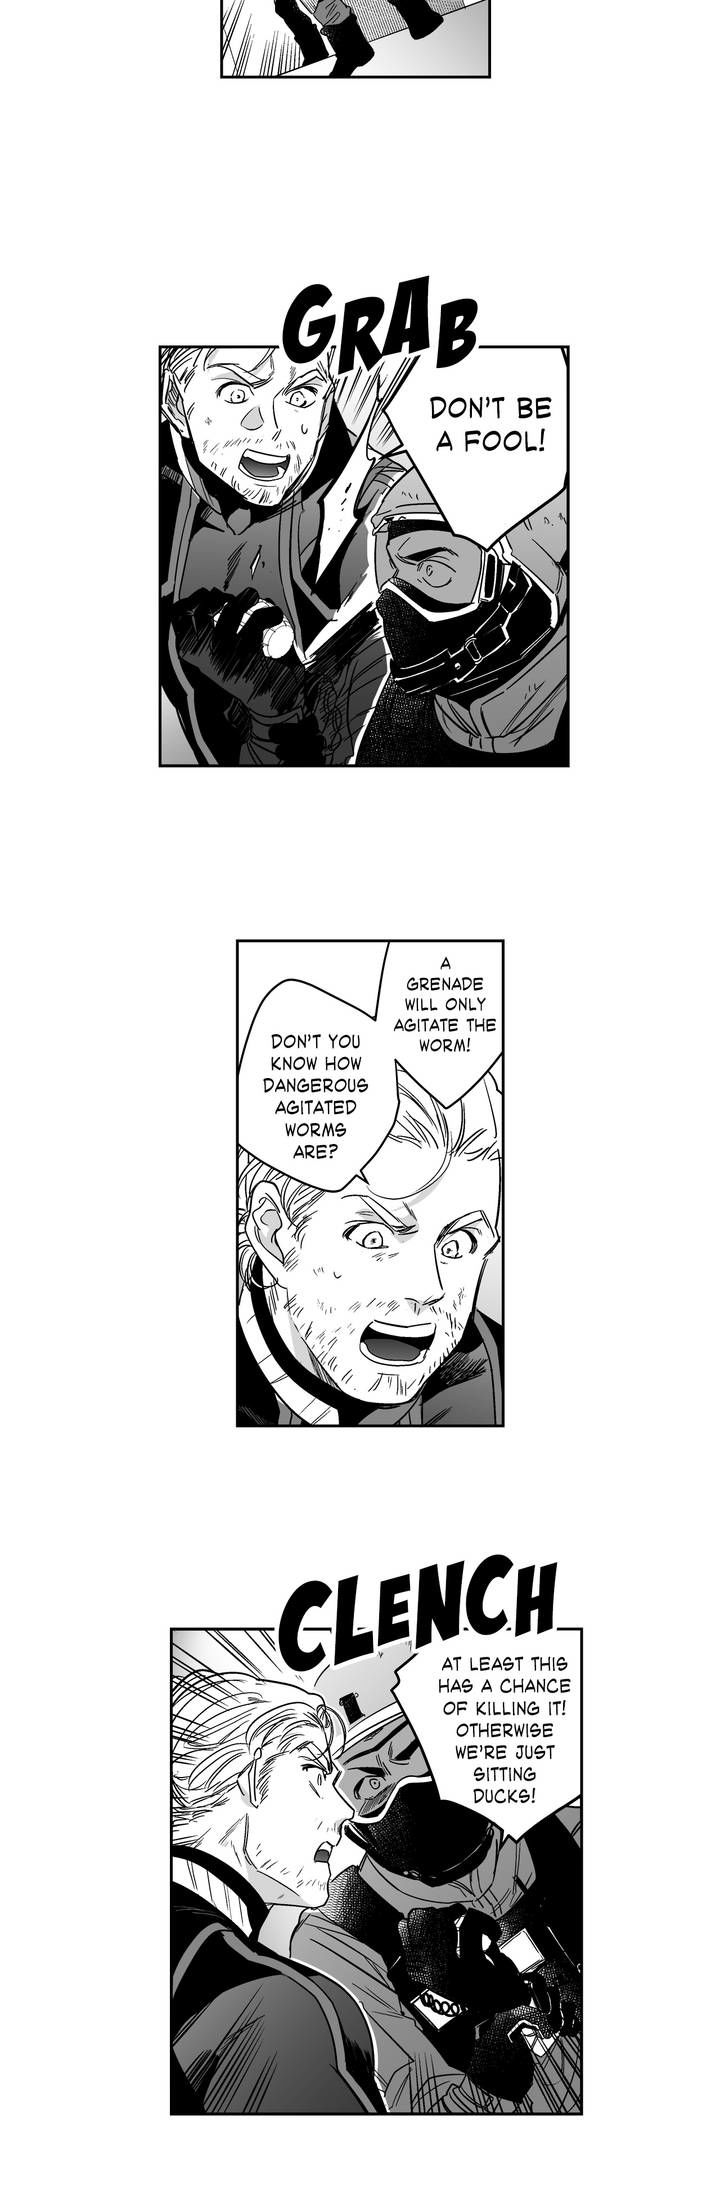 GRAB
DON'T BE
A FOOL!
A
GRENADE
WILL ONLY
AGITATE THE
WORM!
DON'T YOU
KNOW HOW
DANGEROUS
AGITATED
WORMS
ARE?
CLENCH
AT LEAST THIS
HAS A CHANCE
OF KILLING IT!
OTHERWISE
WE'RE JUST
SITTING
DUCKS!